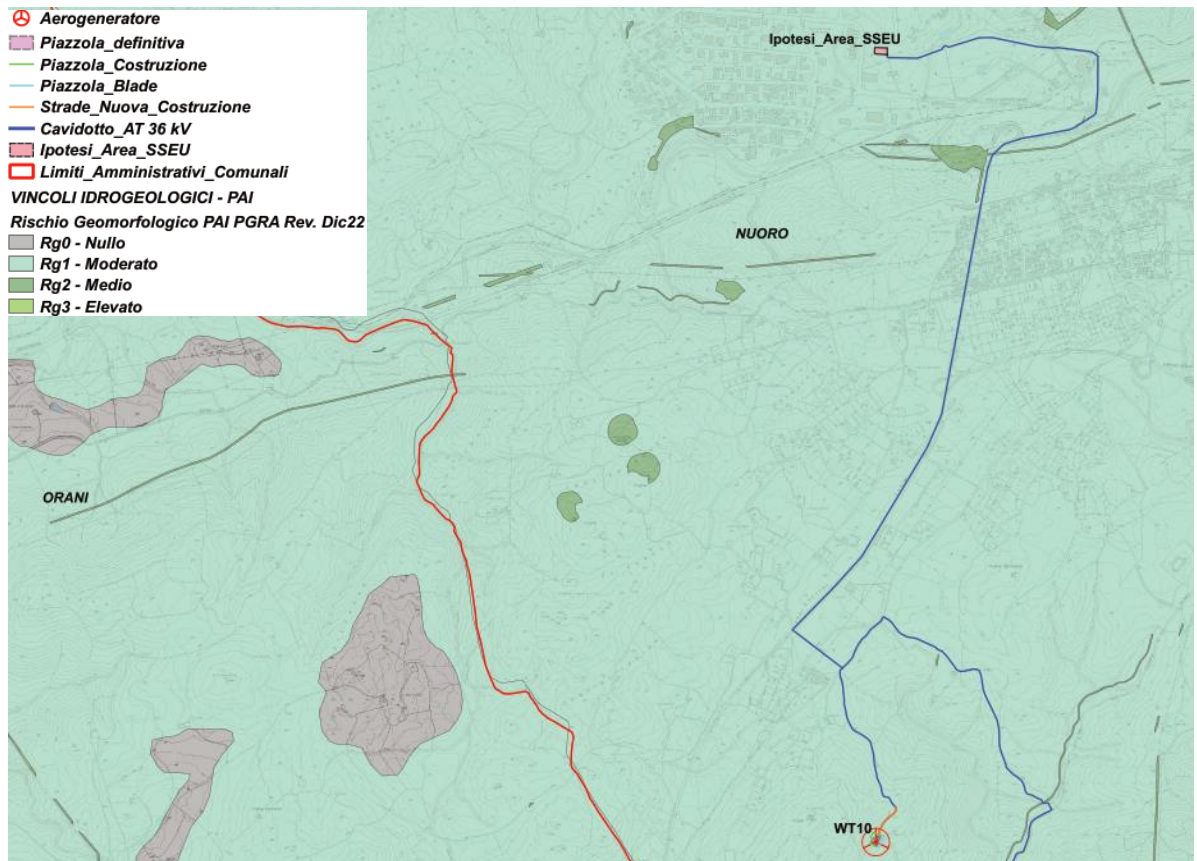 Aerogeneratore
Piazzola_definitiva
Piazzola_Costruzione
Piazzola_Blade
Strade_Nuova_Costruzione
Cavidotto_AT 36 kV
Ipotesi_Area_SSEU
Limiti_Amministrativi_Comunali
VINCOLI IDROGEOLOGICI - PAI
Rischio Geomorfologico PAI PGRA Rev. Dic22
Rg0 - Nullo
Rg1 - Moderato
Rg2 - Medio
Rg3 - Elevato
Ipotesi_Area_SSEU
NUORO
ORANI
WT10